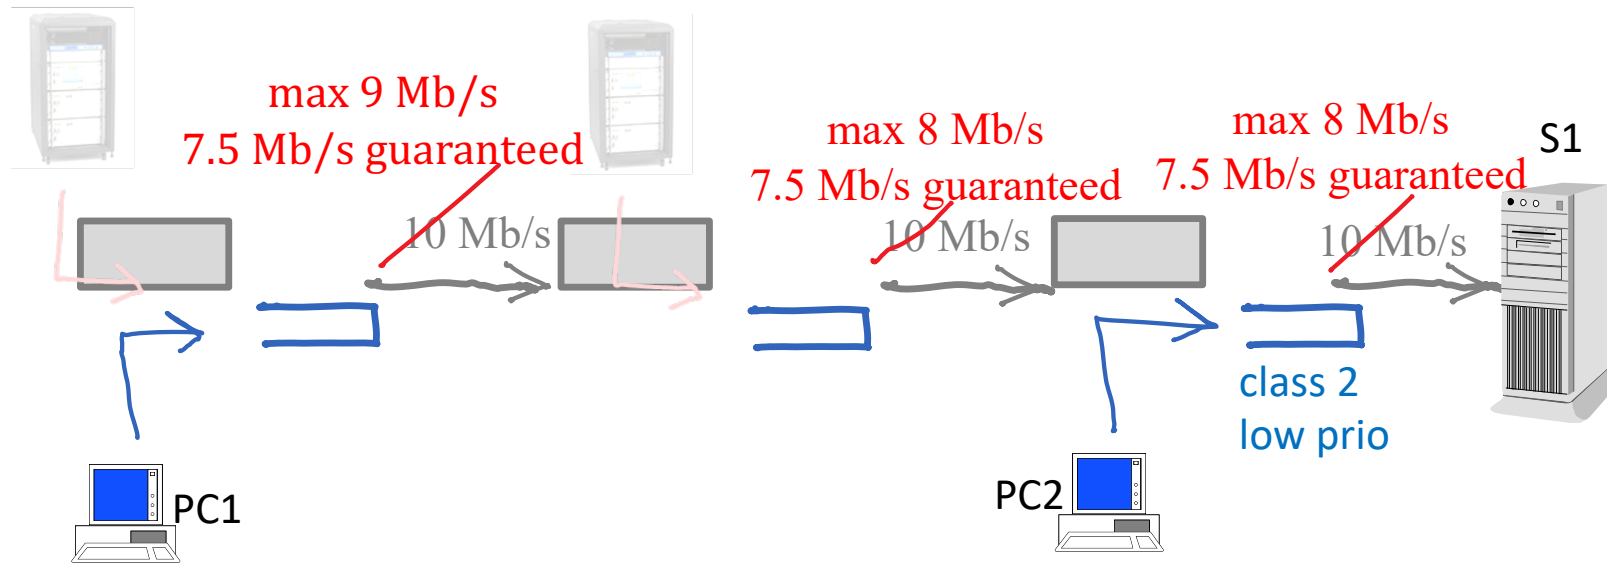 max 9 Mb/s
7.5 Mb/s guaranteed
10 Mb/s
max 8 Mb/s
7.5 Mb/s guaranteed
10 Mb/s
max 8 Mb/s
7.5 Mb/s guaranteed
10 Mb/s
S1
class 2
low prio
PC1
PC2